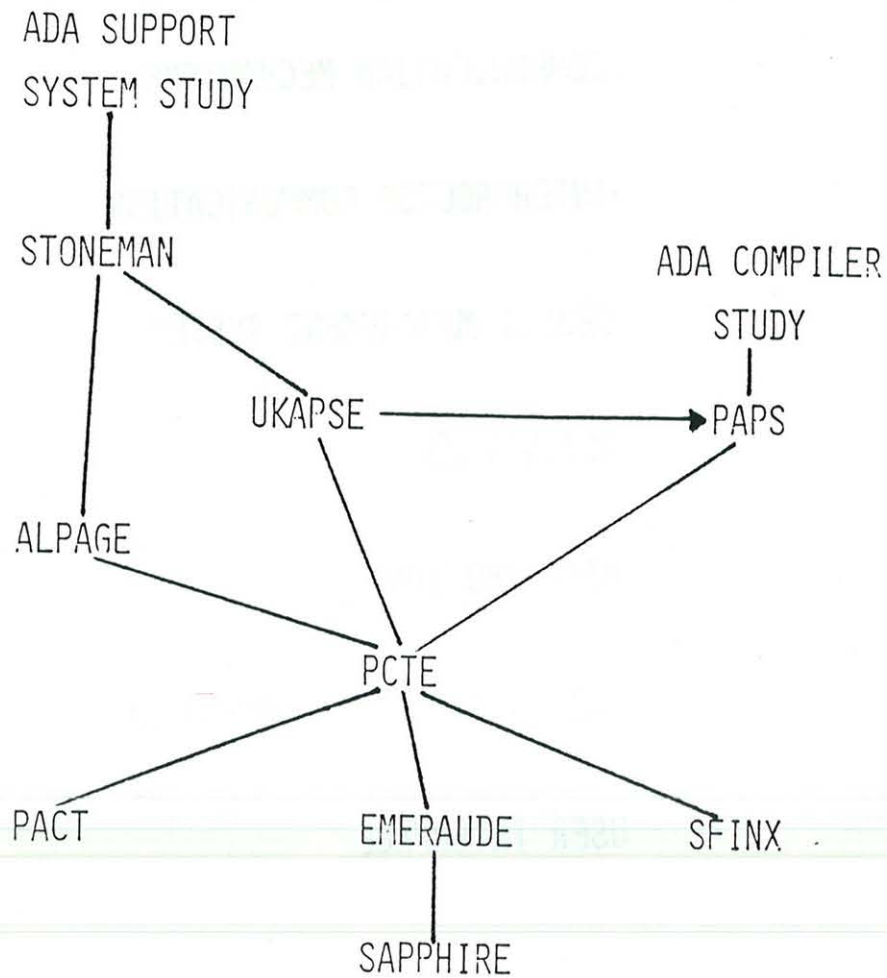 ADA SUPPORT
SYSTEM STUDY
STONEMAN
ADA COMPILER
STUDY
UKAPSE
PAPS
ALPAGE
PCTE
PACT
EMERAUDE
SFINX
SAPPHIRE